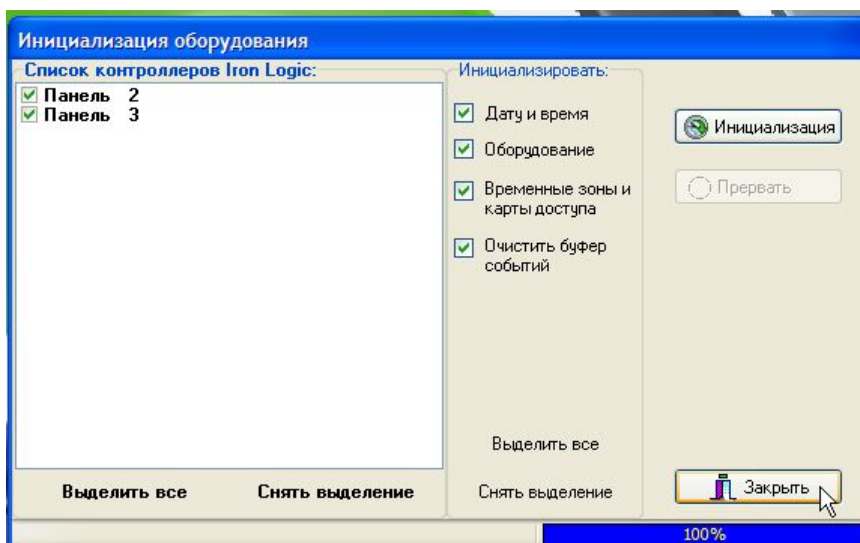 Инициализация оборудования
Список контроллеров Iron Logic:
Панель 2
Панель 3
Выделить все
Снять выделение
Инициализировать:
Дату и время
Оборудование
Временные зоны и
карты доступа
Очистить буфер
событий
Выделить все
Снять выделение
Инициализация
Прервать
Закрыть
100%